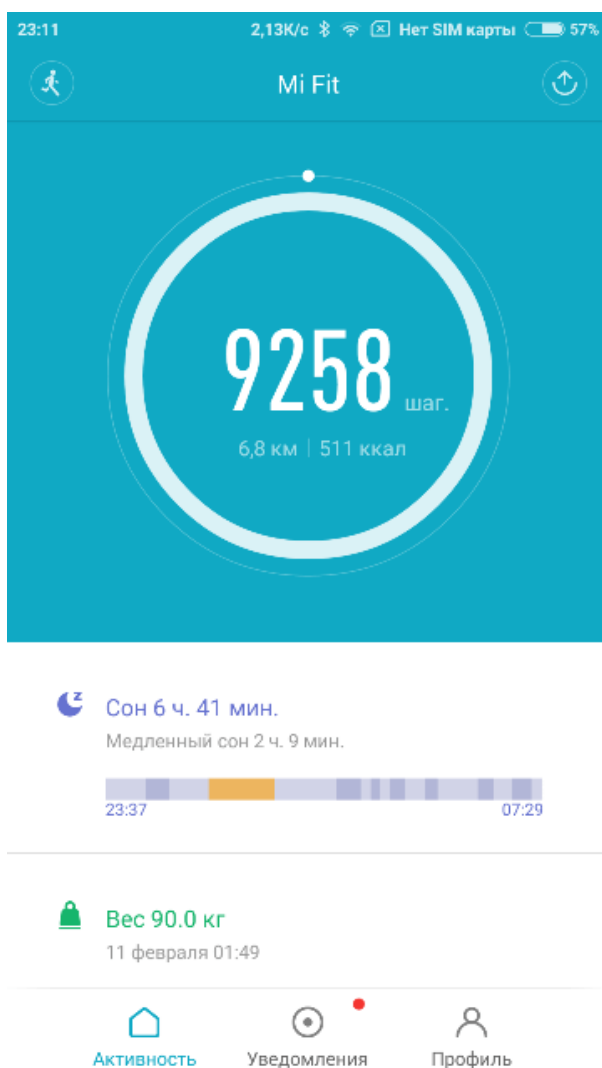 23:11 2,13K/c Нет SIM карты 57%
Mi Fit
9258 шаг.
6,8 км | 511 ккал
Сон 6 ч. 41 мин.
Медленный сон 2 ч. 9 мин.
23:37 07:29
Вес 90.0 кг
11 февраля 01:49
Активность Уведомления Профиль